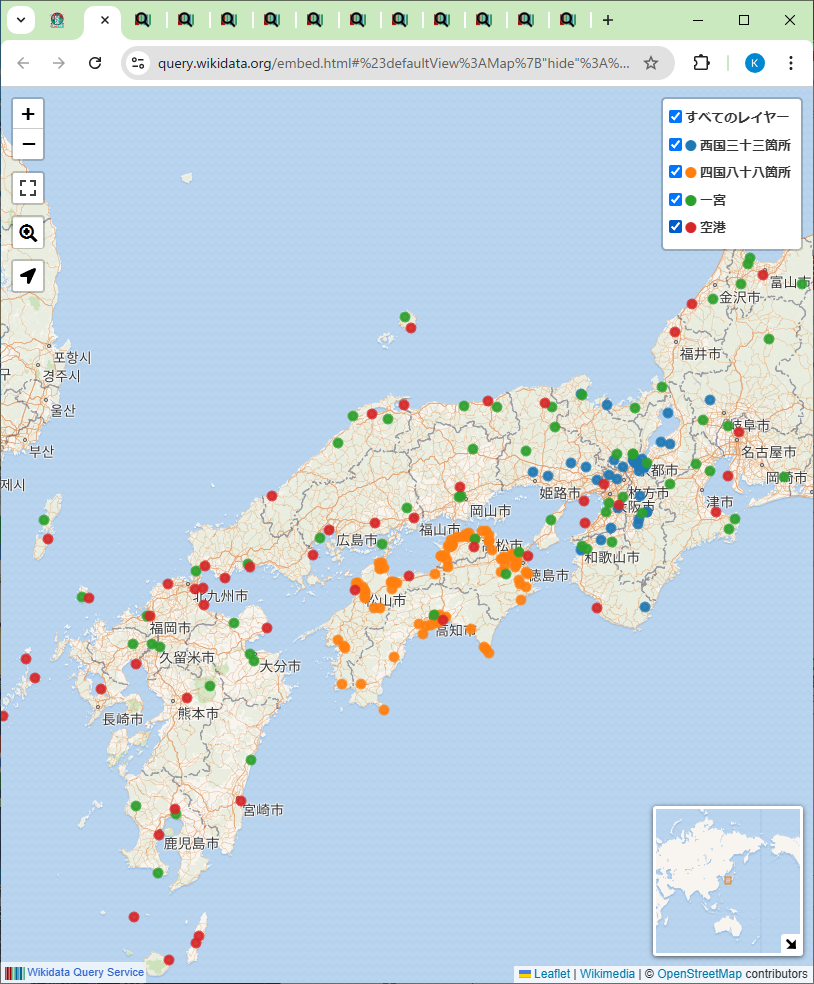 query.wikidata.org/embed.html#%23defaultView%3AMap%7B"hide"%3A%...
K
+
−
すべてのレイヤー
西国三十三箇所
四国八十八箇所
一宮
空港
富山市
金沢市
福井市
포항시
경주시
울산
부산
제시
구
岐阜市
名古屋市
岡崎市
京都市
枚方市
大阪市
津市
姫路市
岡山市
福山市
広島市
高松市
和歌山市
徳島市
松山市
高知市
北九州市
福岡市
久留米市
大分市
長崎市
熊本市
宮崎市
鹿児島市
Wikidata Query Service
Leaflet | Wikimedia | © OpenStreetMap contributors